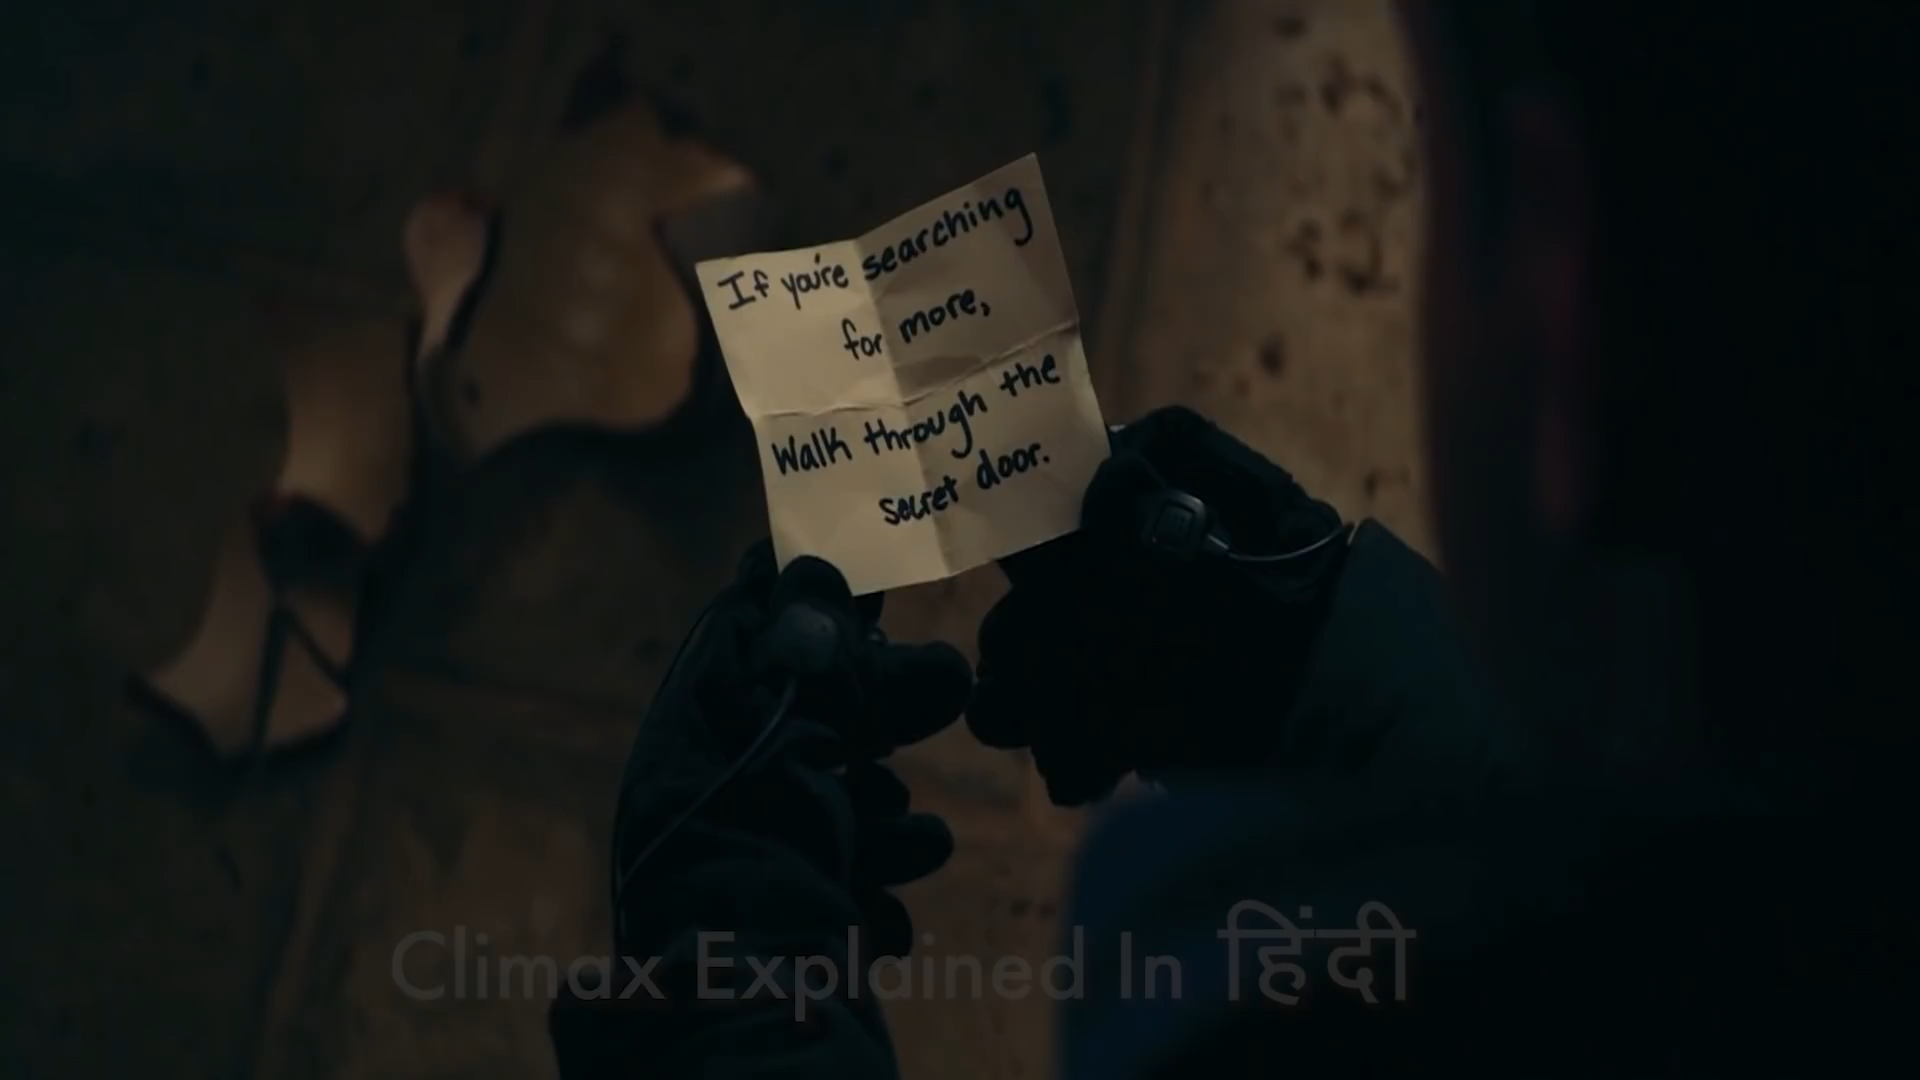 If you're searching
for more,
Walk through the
secret door.
Climax Explained In हिंदी